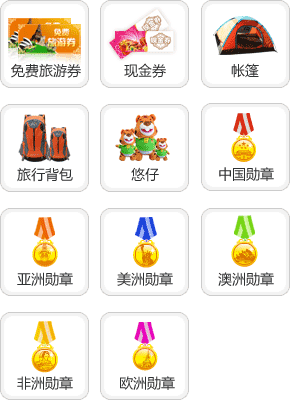 免费
旅游券
免费旅游券
现金券
帐篷
旅行背包
悠仔
中国勋章
亚洲勋章
美洲勋章
澳洲勋章
非洲勋章
欧洲勋章